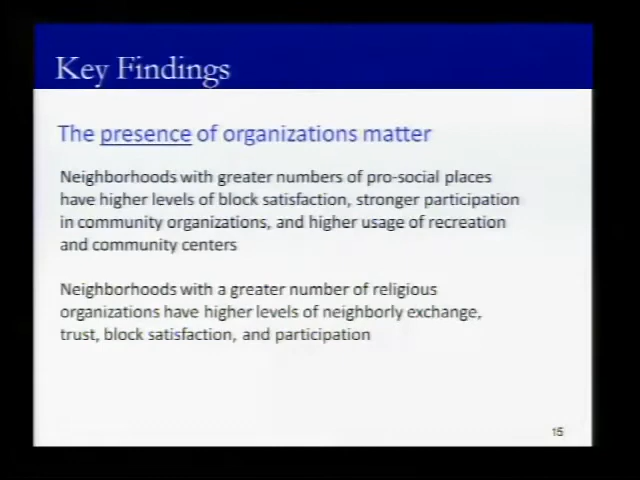 Key Findings
The presence of organizations matter
Neighborhoods with greater numbers of pro-social places
have higher levels of block satisfaction, stronger participation
in community organizations, and higher usage of recreation
and community centers
Neighborhoods with a greater number of religious
organizations have higher levels of neighborly exchange,
trust, block satisfaction, and participation
15